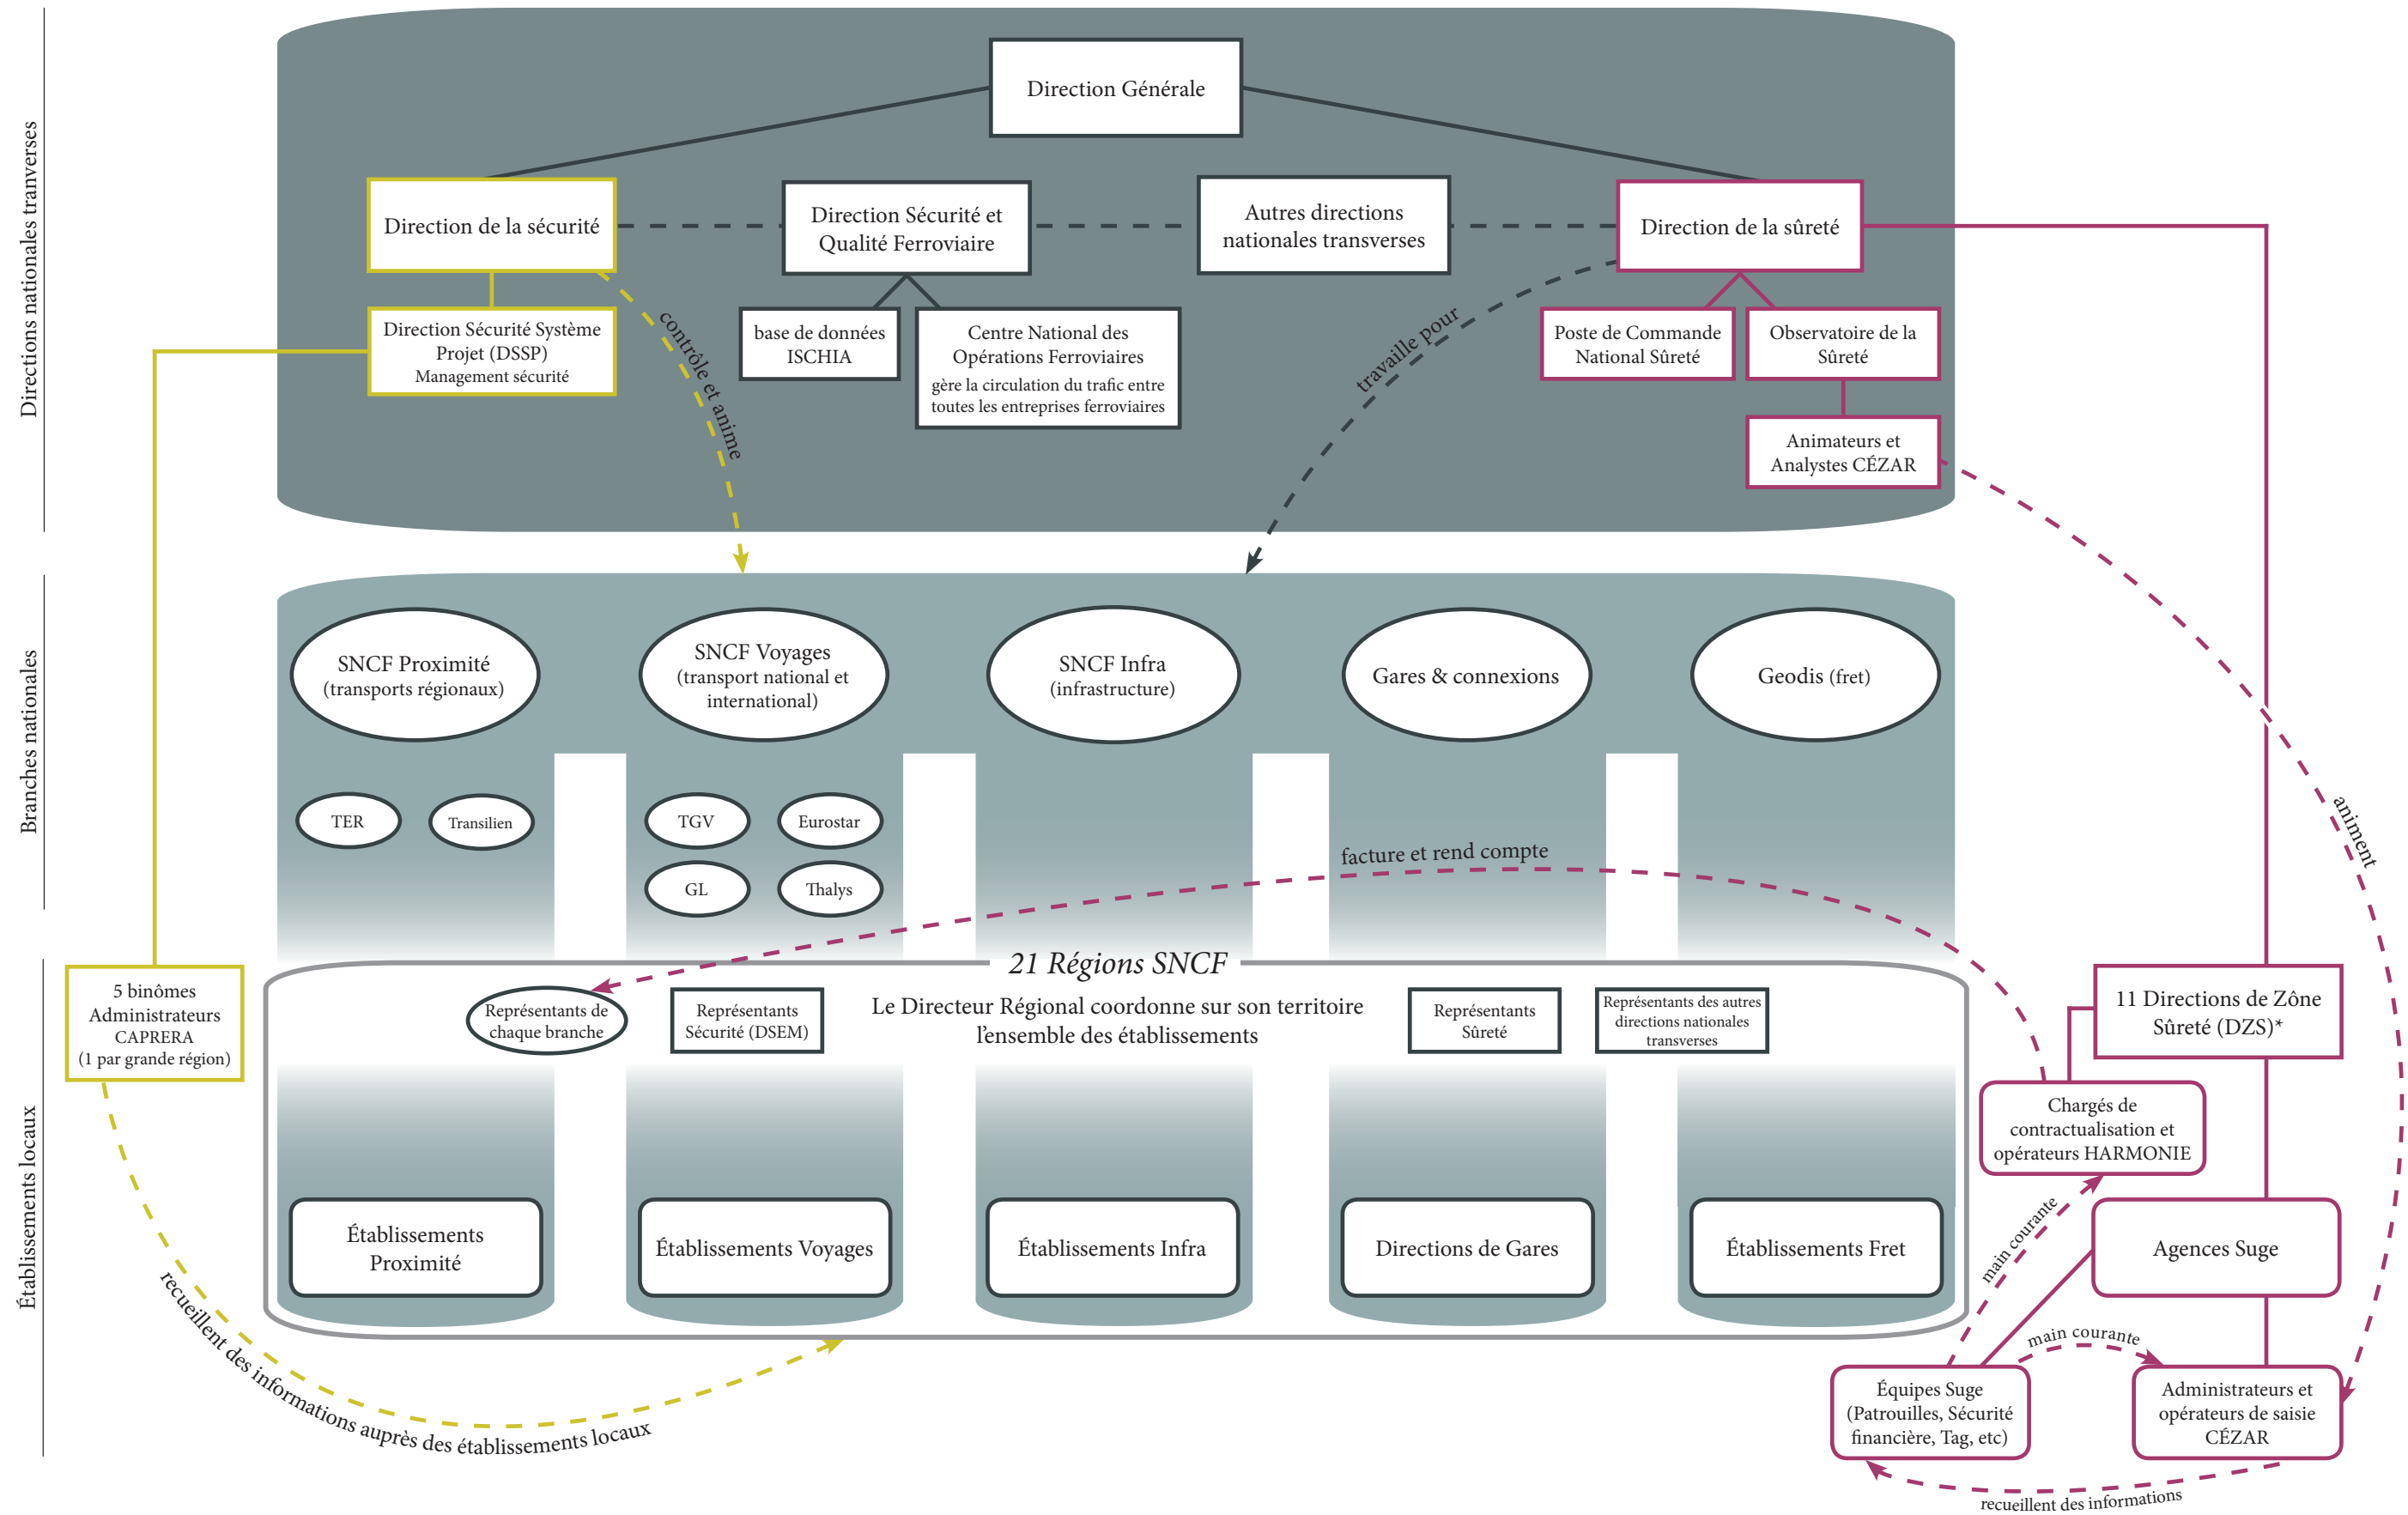 Directions nationales tranverses
Direction Générale
Direction de la sécurité
Direction Sécurité et
Qualité Ferroviaire
Autres directions
nationales transverses
Direction de la sûreté
Direction Sécurité Système
Projet (DSSP)
Management sécurité
contrôle et anime
base de données
ISCHIA
Centre National des
Opérations Ferroviaires
gère la circulation du trafic entre
toutes les entreprises ferroviaires
travaille pour
Poste de Commande
National Sûreté
Observatoire de la
Sûreté
Animateurs et
Analystes CÉZAR
Branches nationales
SNCF Proximité
(transports régionaux)
SNCF Voyages
(transport national et
international)
SNCF Infra
(infrastructure)
Gares & connexions
Geodis (fret)
TER
Transilien
TGV
Eurostar
GL
Thalys
facture et rend compte
animent
Établissements locaux
21 Régions SNCF
Le Directeur Régional coordonne sur son territoire
l'ensemble des établissements
5 binômes
Administrateurs
CAPRERA
(1 par grande région)
Représentants de
chaque branche
Représentants
Sécurité (DSEM)
Représentants
Sûreté
Représentants des autres
directions nationales
transverses
11 Directions de Zône
Sûreté (DZS)*
Chargés de
contractualisation et
opérateurs HARMONIE
Établissements
Proximité
Établissements Voyages
Établissements Infra
Directions de Gares
Établissements Fret
main courante
Agences Suge
main courante
recueillent des informations auprès des établissements locaux
Équipes Suge
(Patrouilles, Sécurité
financière, Tag, etc)
Administrateurs et
opérateurs de saisie
CÉZAR
recueillent des informations